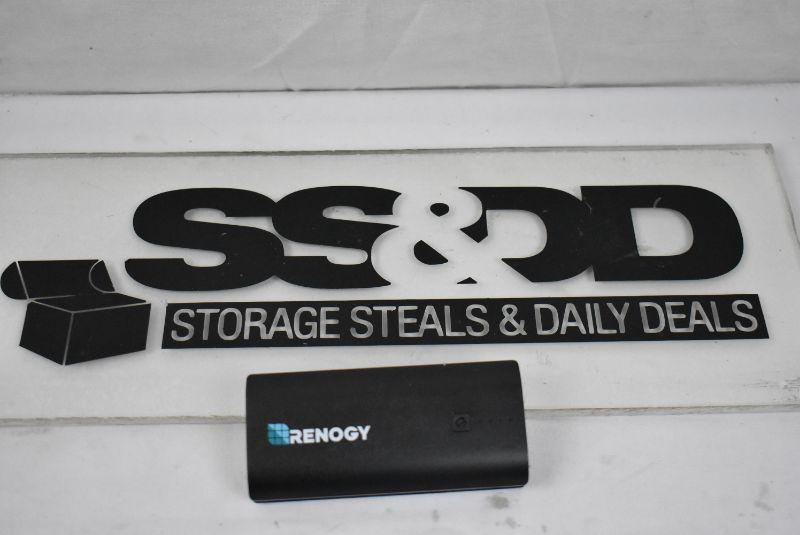 SS&DD
STORAGE STEALS & DAILY DEALS
RENOGY